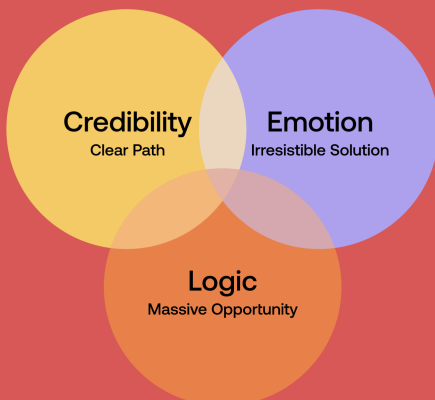 Credibility
Clear Path
Emotion
Irresistible Solution
Logic
Massive Opportunity